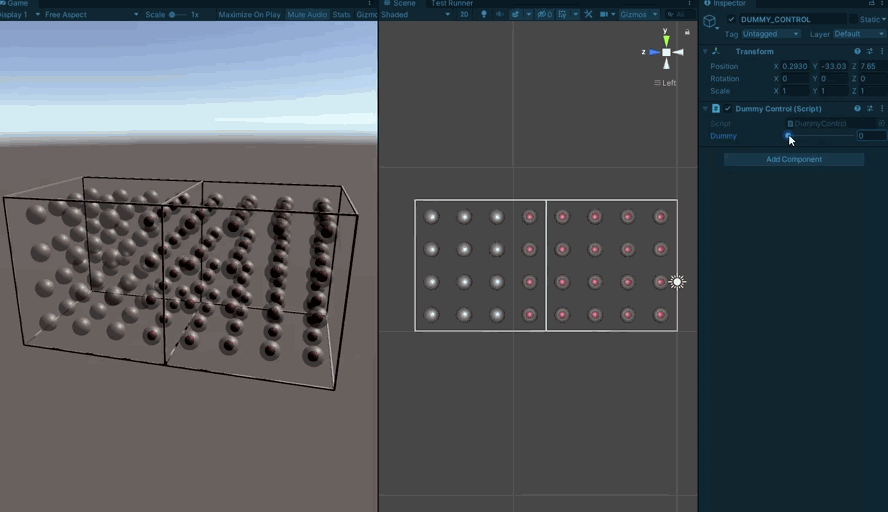 Game
Display 1
Free Aspect
Scale
1x
Maximize On Play
Mute Audio
Stats
Gizmo
Scene
Test Runner
Shaded
2D
0
Gizmos
All
y
z
Left
Inspector
DUMMY_CONTROL
Static
Tag
Untagged
Layer
Default
Transform
Position X 0.2930 Y -33.03 Z 7.65
Rotation X 0 Y 0 Z 0
Scale X 1 Y 1 Z 1
Dummy Control (Script)
Script
DummyControl
Dummy
0
Add Component